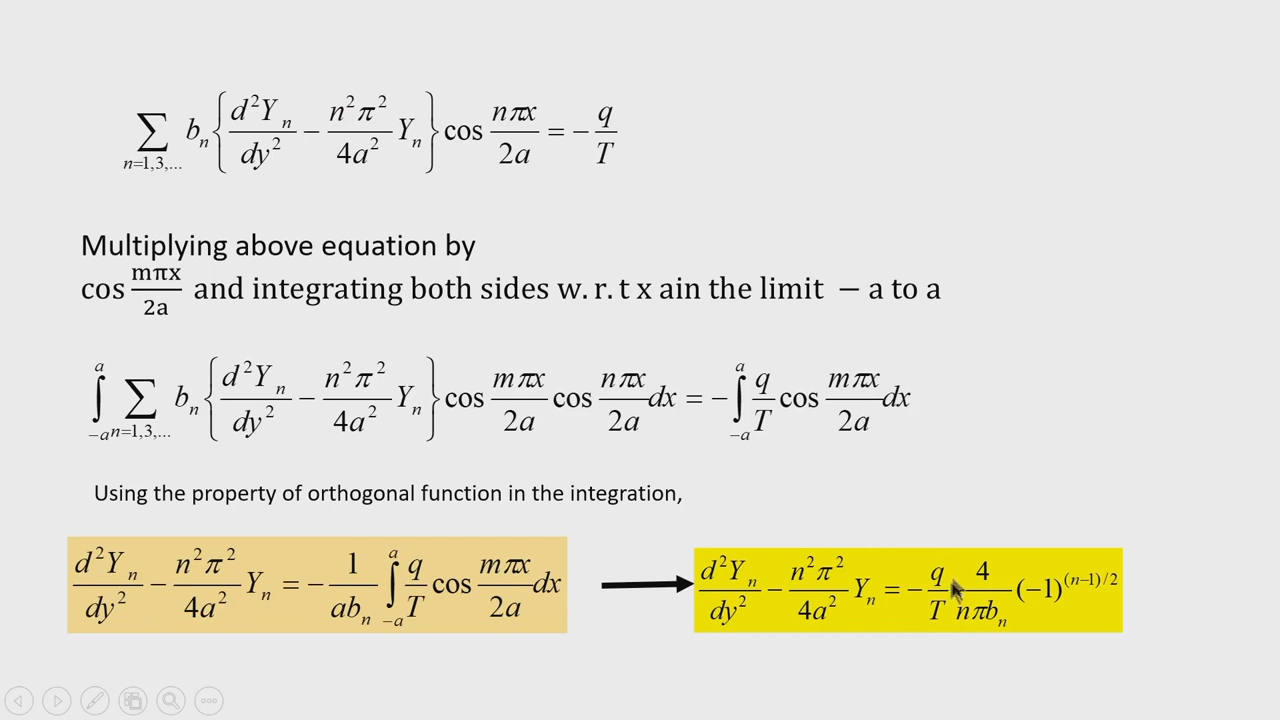 ∑_{n=1,3,...} b_n { d²Y_n/dy² − n²π²/4a² Y_n } cos nπx/2a = − q/T
Multiplying above equation by
cos mπx/2a and integrating both sides w. r. t x ain the limit − a to a
∫_{−a}^{a} ∑_{n=1,3,...} b_n { d²Y_n/dy² − n²π²/4a² Y_n } cos mπx/2a cos nπx/2a dx = − ∫_{−a}^{a} q/T cos mπx/2a dx
Using the property of orthogonal function in the integration,
d²Y_n/dy² − n²π²/4a² Y_n = − 1/ab_n ∫_{−a}^{a} q/T cos mπx/2a dx
d²Y_n/dy² − n²π²/4a² Y_n = − q/T 4/nπb_n (−1)^{(n−1)/2}